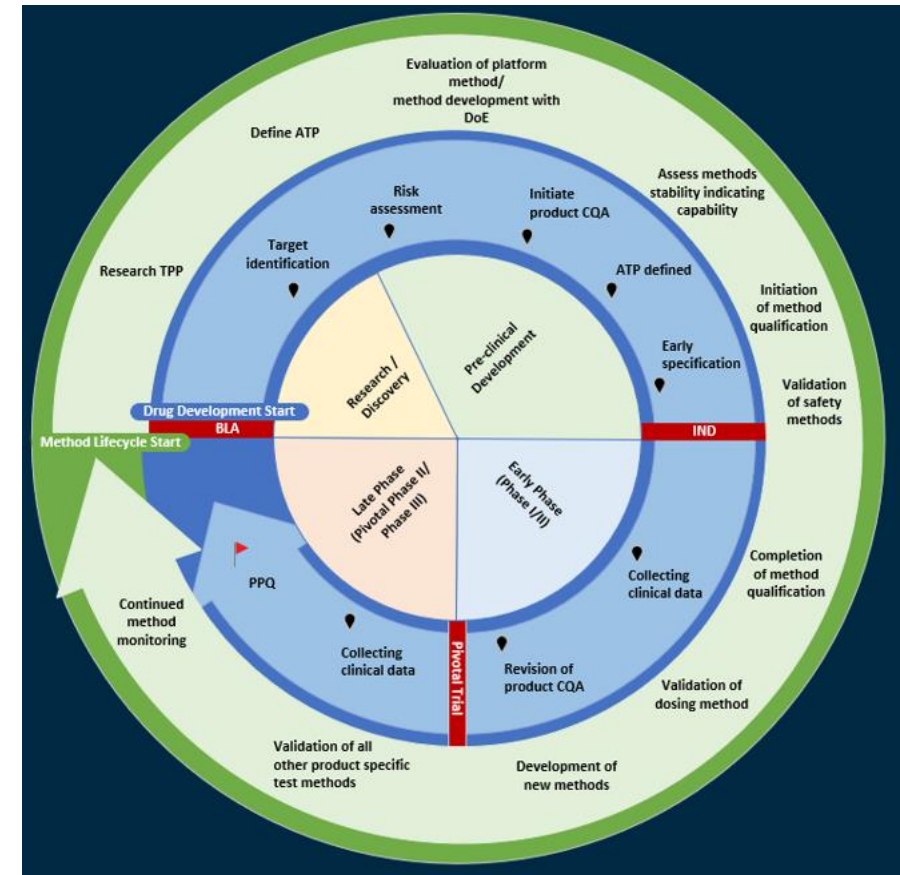 Evaluation of platform
method/
method development with
DoE
Define ATP
Assess methods
stability indicating
capability
Risk
assessment
Initiate
product CQA
Target
identification
Research TPP
ATP defined
Initiation
of method
qualification
Early
specification
Validation
of safety
methods
Research /
Discovery
Pre-clinical
Development
Drug Development Start
BLA
IND
Method Lifecycle Start
Late Phase
(Pivotal Phase II/
Phase III)
Early Phase
(Phase I/II)
Completion
of method
qualification
Collecting
clinical data
PPQ
Continued
method
monitoring
Collecting
clinical data
Pivotal Trial
Revision of
product CQA
Validation of
dosing method
Validation of all
other product specific
test methods
Development of
new methods